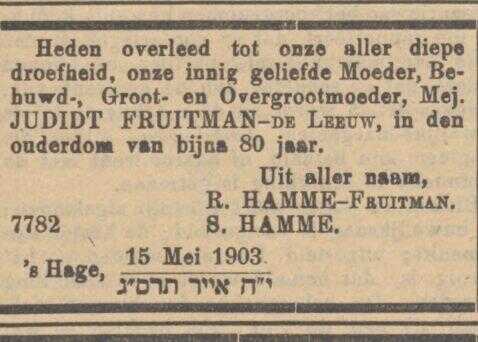 Heden overleed tot onze aller diepe
droefheid, onze innig geliefde Moeder, Be-
huwd-, Groot- en Overgrootmoeder, Mej.
JUDIDT FRUITMAN-DE LEEUW, in den
ouderdom van bijna 80 jaar.
Uit aller naam,
R. HAMME-FRUITMAN.
7782 S. HAMME.
's Hage, 15 Mei 1903.
י״ח אייר תרס״ג